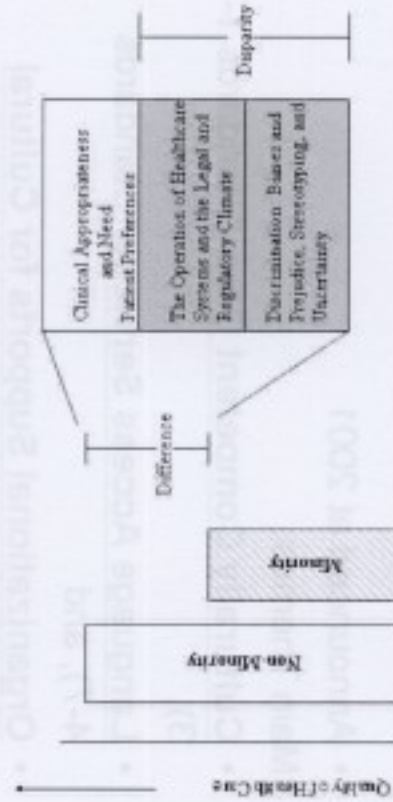 Quality of Health Care
Non-Minority
Minority
Difference
Clinical Appropriateness
and Need
Patient Preferences
The Operation of Healthcare
Systems and the Legal and
Regulatory Climate
Discrimination Biases and
Prejudice, Stereotyping, and
Uncertainty
Disparity